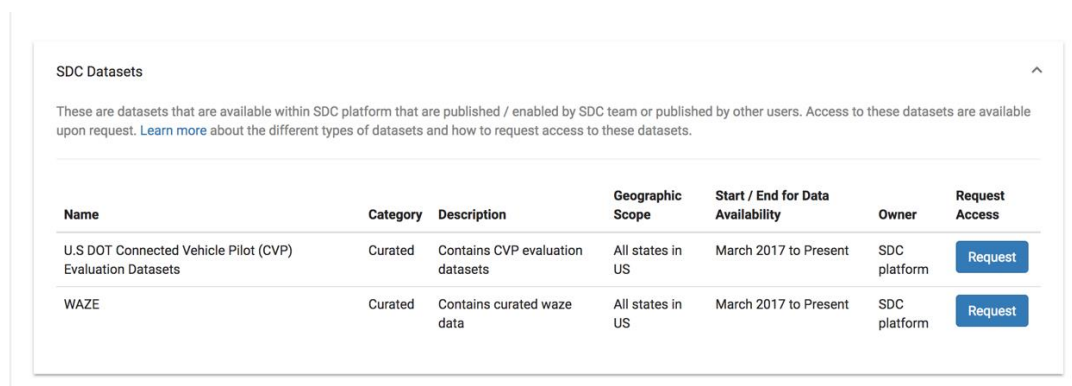 SDC Datasets
These are datasets that are available within SDC platform that are published / enabled by SDC team or published by other users. Access to these datasets are available
upon request. Learn more about the different types of datasets and how to request access to these datasets.
Name Category Description Geographic Scope Start / End for Data Availability Owner Request Access
U.S DOT Connected Vehicle Pilot (CVP) Evaluation Datasets Curated Contains CVP evaluation datasets All states in US March 2017 to Present SDC platform Request
WAZE Curated Contains curated waze data All states in US March 2017 to Present SDC platform Request